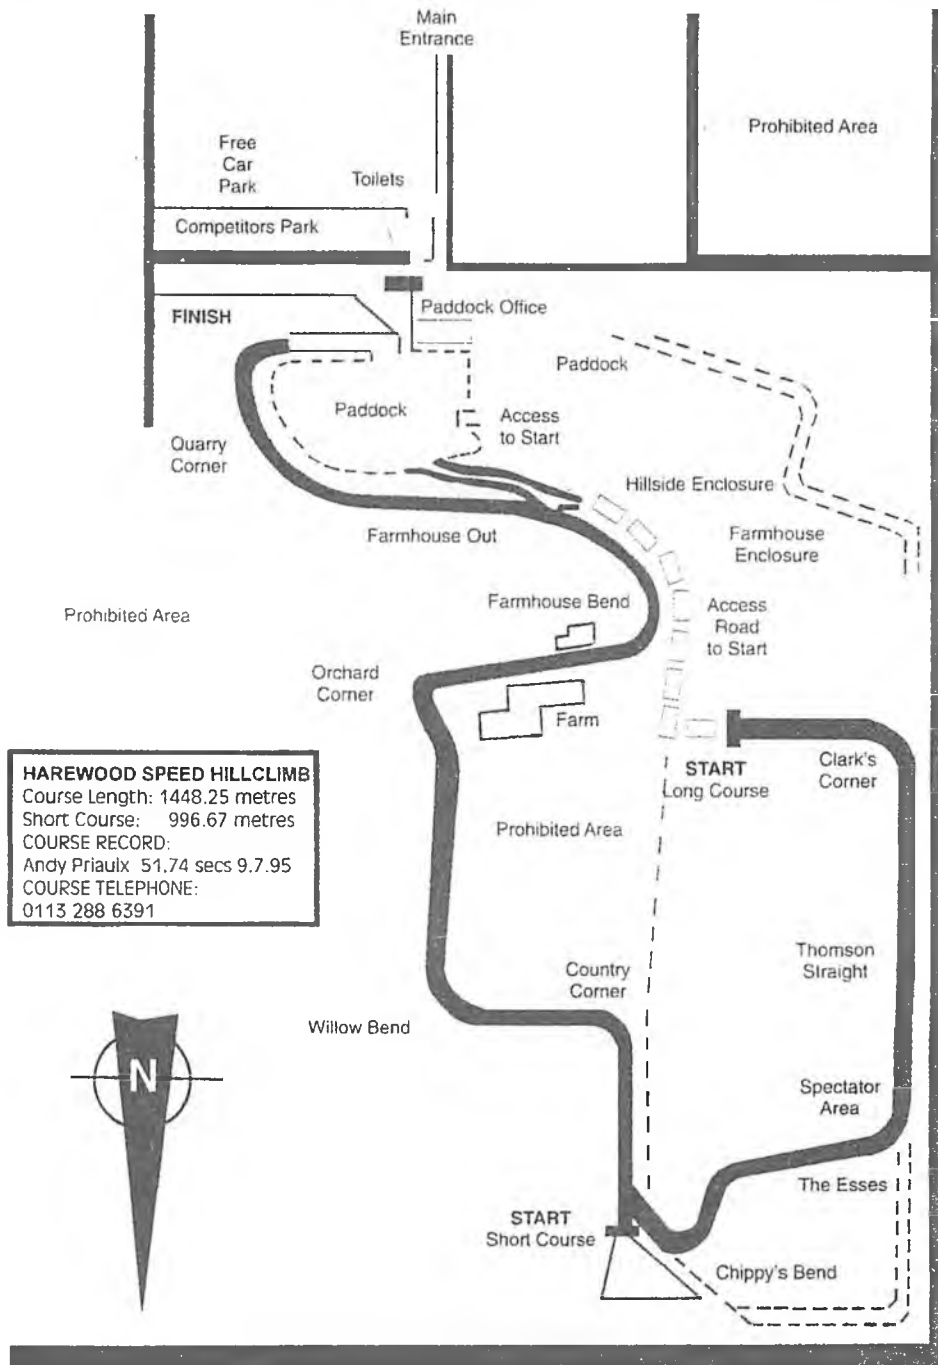 Main
Entrance
Prohibited Area
Free
Car
Park
Toilets
Competitors Park
FINISH
Paddock Office
Paddock
Paddock
Access
to Start
Quarry
Corner
Hillside Enclosure
Farmhouse Out
Farmhouse
Enclosure
Farmhouse Bend
Prohibited Area
Access
Road
to Start
Orchard
Corner
Farm
START
Long Course
Clark's
Corner
HAREWOOD SPEED HILLCLIMB
Course Length: 1448.25 metres
Short Course: 996.67 metres
COURSE RECORD:
Andy Priaulx 51.74 secs 9.7.95
COURSE TELEPHONE:
0113 288 6391
Prohibited Area
Thomson
Straight
Country
Corner
Willow Bend
N
Spectator
Area
The Esses
START
Short Course
Chippy's Bend